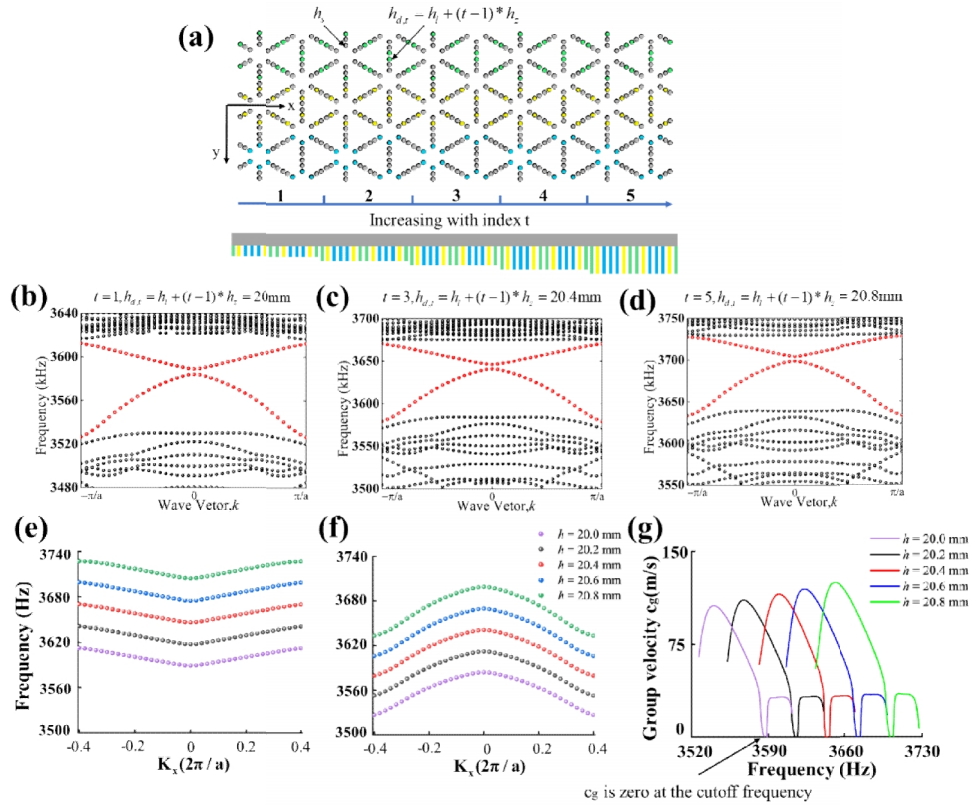 (a)
h_s
h_{d,t} = h_l + (t−1)* h_z
x
y
1 2 3 4 5
Increasing with index t
(b)
t = 1, h_{d,t} = h_l + (t−1)* h_z = 20mm
3640
3600
3560
3520
3480
Frequency (kHz)
−π/a 0 π/a
Wave Vetor,k
(c)
t = 3, h_{d,t} = h_l + (t−1)* h_z = 20.4mm
3700
3650
3600
3550
3500
Frequency (kHz)
−π/a 0 π/a
Wave Vetor,k
(d)
t = 5, h_{d,t} = h_l + (t−1)* h_z = 20.8mm
3750
3700
3650
3600
3550
Frequency (kHz)
−π/a 0 π/a
Wave Vetor,k
(e)
3740
3680
3620
3560
3500
Frequency (Hz)
-0.4 -0.2 0 0.2 0.4
K_x (2π / a)
(f)
h = 20.0 mm
h = 20.2 mm
h = 20.4 mm
h = 20.6 mm
h = 20.8 mm
3740
3680
3620
3560
3500
-0.4 -0.2 0 0.2 0.4
K_x (2π / a)
(g)
h = 20.0 mm
h = 20.2 mm
h = 20.4 mm
h = 20.6 mm
h = 20.8 mm
150
75
0
Group velocity c_g(m/s)
3520 3590 3660 3730
Frequency (Hz)
c_g is zero at the cutoff frequency